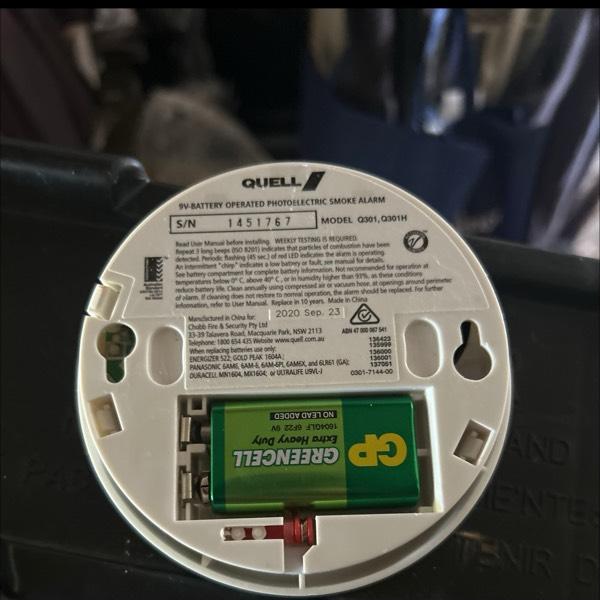 QUELL
9V-BATTERY OPERATED PHOTOELECTRIC SMOKE ALARM
S/N 1451767 MODEL Q301, Q301H
Read User Manual before installing. WEEKLY TESTING IS REQUIRED.
Repeat 3 long beeps (ISO 8201) indicates that particles of combustion have been
detected. Periodic flashing (45 sec.) of red LED indicates the alarm is operating.
An intermittent "chirp" indicates a low battery or fault, see manual for details.
See battery compartment for complete battery information. Not recommended for operation at
temperatures below 0° C, above 40° C, or in humidity higher than 93%, as these conditions
reduce battery life. Clean annually using compressed air or vacuum hose, at openings around perimeter
of alarm. If cleaning does not restore to normal operation, the alarm should be replaced. For further
information, refer to User Manual. Replace in 10 years. Made in China
2020 Sep. 23
Manufactured in China for:
Chubb Fire & Security Pty Ltd
33-39 Talavera Road, Macquarie Park, NSW 2113
Telephone: 1800 654 435 Website www.quell.com.au
ABN 47 000 067 541
When replacing batteries use only:
ENERGIZER 522; GOLD PEAK 1604A;
PANASONIC 6AM6, 6AM-6, 6AM-6PI, 6AM6X, and 6LR61 (GA);
DURACELL MN1604, MX1604; or ULTRALIFE U9VL-J
136423
135999
136000
136001
137051
0301-7144-00
GP
GREENCELL
Extra Heavy Duty
1604GLF 6F22 9V
NO LEAD ADDED
AND
TENIR D